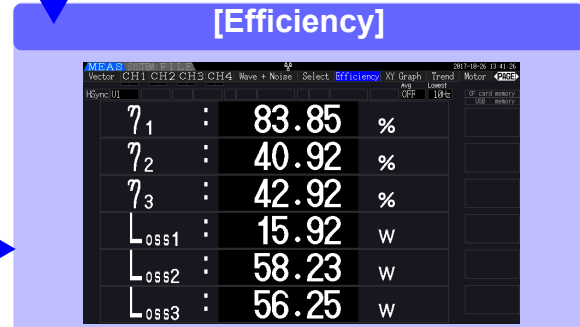 [Efficiency]
MEAS SYSTEM FILE 2017-10-26 13:41:26
Vector CH1 CH2 CH3 CH4 Wave + Noise Select Efficiency XY Graph Trend Motor PAGE
Avg Lowest
HSync U1 OFF 10Hz CF card memory
USB memory
η1 : 83.85 %
η2 : 40.92 %
η3 : 42.92 %
Loss1 : 15.92 W
Loss2 : 58.23 W
Loss3 : 56.25 W